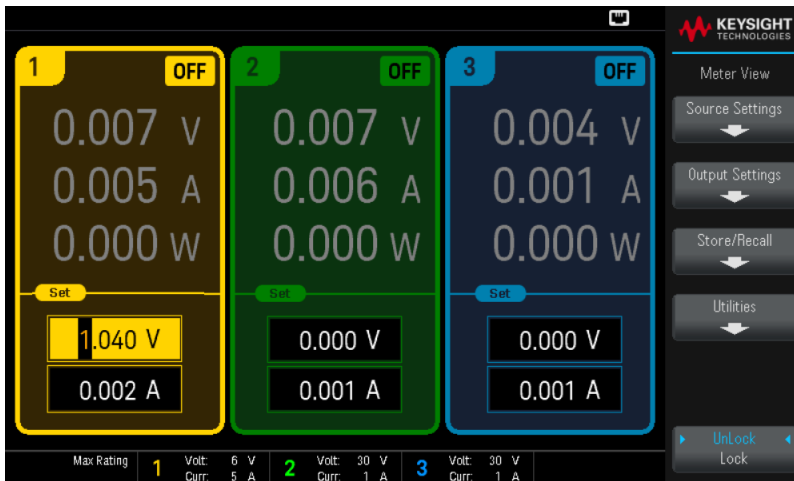 KEYSIGHT
TECHNOLOGIES
Meter View
1 OFF
0.007 V
0.005 A
0.000 W
Set
1.040 V
0.002 A
2 OFF
0.007 V
0.006 A
0.000 W
Set
0.000 V
0.001 A
3 OFF
0.004 V
0.001 A
0.000 W
Set
0.000 V
0.001 A
Source Settings
Output Settings
Store/Recall
Utilities
UnLock
Lock
Max Rating
1 Volt: 6 V
Curr: 5 A
2 Volt: 30 V
Curr: 1 A
3 Volt: 30 V
Curr: 1 A